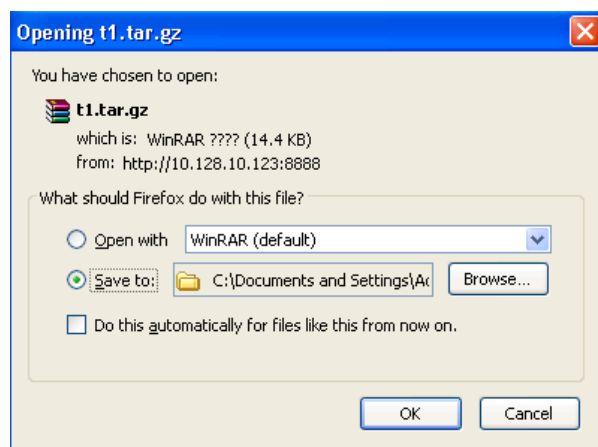 Opening t1.tar.gz
You have chosen to open:
t1.tar.gz
which is: WinRAR ???? (14.4 KB)
from: http://10.128.10.123:8888
What should Firefox do with this file?
Open with WinRAR (default)
Save to: C:\Documents and Settings\Ac Browse...
Do this automatically for files like this from now on.
OK Cancel